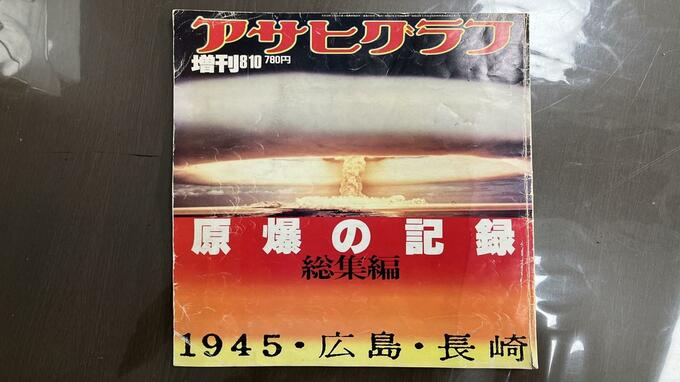 アサヒグラフ
増刊 8・10 780円
原爆の記録
総集編
1945・広島・長崎